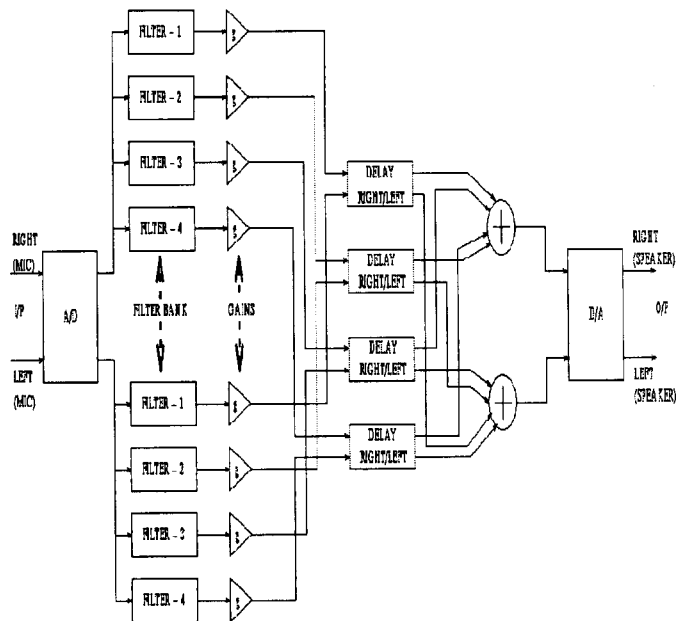 FILTER - 1
g
FILTER - 2
g
FILTER - 3
g
DELAY
RIGHT/LEFT
FILTER - 4
g
RIGHT
(MIC)
I/P
LEFT
(MIC)
A/D
FILTER BANK
GAINS
DELAY
RIGHT/LEFT
+
RIGHT
(SPEAKER)
O/P
LEFT
(SPEAKER)
D/A
DELAY
RIGHT/LEFT
FILTER - 1
g
+
DELAY
RIGHT/LEFT
FILTER - 2
g
FILTER - 3
g
FILTER - 4
g